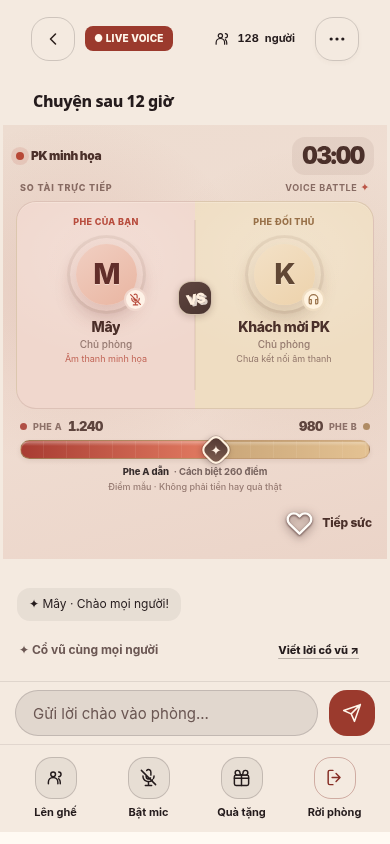 LIVE VOICE
128 người
Chuyện sau 12 giờ
PK minh họa
03:00
SO TÀI TRỰC TIẾP
VOICE BATTLE
PHE CỦA BẠN
PHE ĐỐI THỦ
M
K
VS
Mây
Khách mời PK
Chủ phòng
Chủ phòng
Âm thanh minh họa
Chưa kết nối âm thanh
PHE A 1.240
980 PHE B
Phe A dẫn · Cách biệt 260 điểm
Điểm mẫu · Không phải tiền hay quà thật
Tiếp sức
Mây · Chào mọi người!
Cổ vũ cùng mọi người
Viết lời cổ vũ ↗
Gửi lời chào vào phòng...
Lên ghế
Bật mic
Quà tặng
Rời phòng